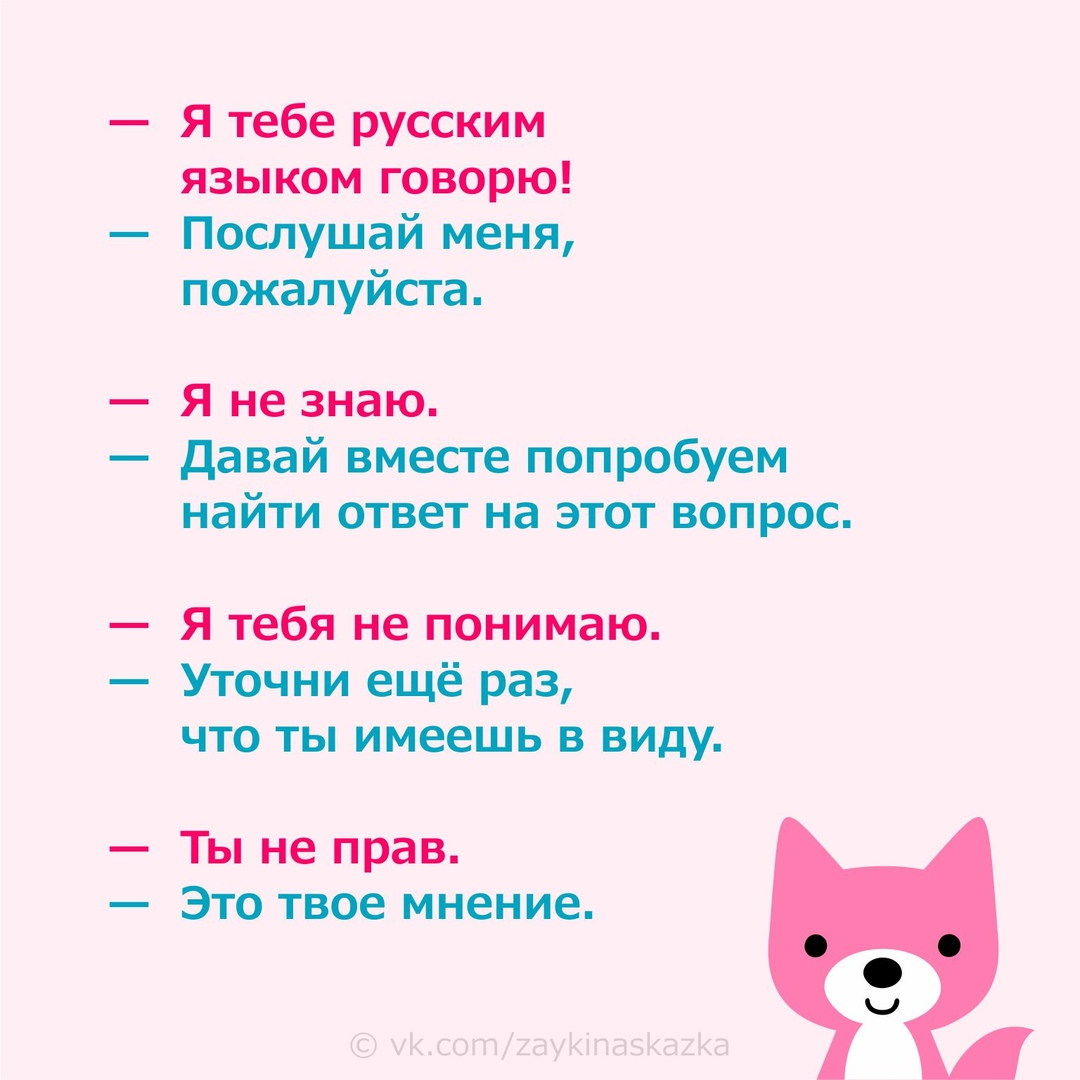 — Я тебе русским
языком говорю!
— Послушай меня,
пожалуйста.
— Я не знаю.
— Давай вместе попробуем
найти ответ на этот вопрос.
— Я тебя не понимаю.
— Уточни ещё раз,
что ты имеешь в виду.
— Ты не прав.
— Это твое мнение.
© vk.com/zaykinaskazka